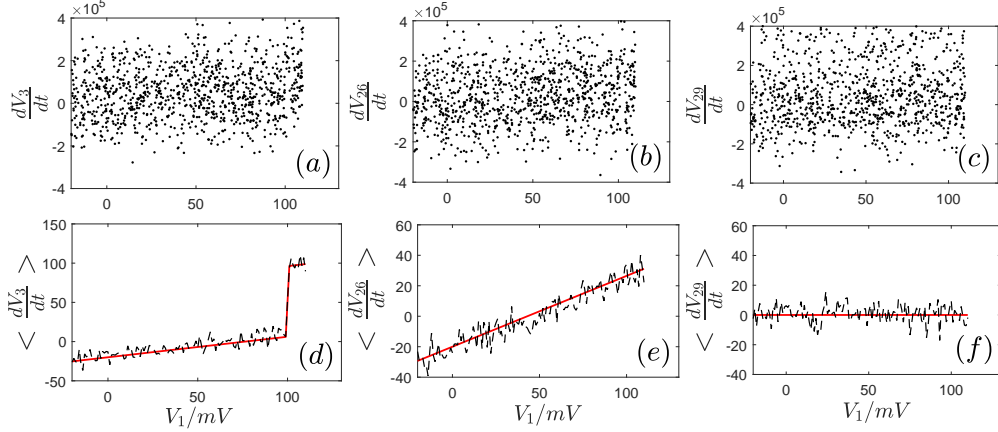 ×10⁵
4
2
0
-2
-4
dV₃/dt
0 50 100
(a)
×10⁵
4
2
0
-2
-4
dV₂₆/dt
0 50 100
(b)
×10⁵
4
2
0
-2
-4
dV₂₉/dt
0 50 100
(c)
150
100
50
0
-50
< dV₃/dt >
0 50 100
V₁/mV
(d)
60
40
20
0
-20
-40
< dV₂₆/dt >
0 50 100
V₁/mV
(e)
60
40
20
0
-20
-40
< dV₂₉/dt >
0 50 100
V₁/mV
(f)